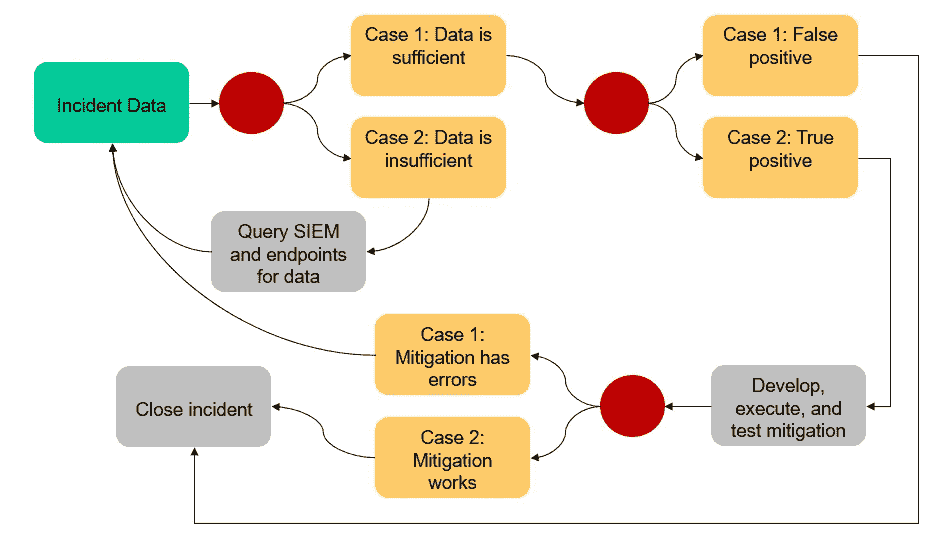 Incident Data
Case 1: Data is
sufficient
Case 2: Data is
insufficient
Case 1: False
positive
Case 2: True
positive
Query SIEM
and endpoints
for data
Case 1:
Mitigation has
errors
Case 2:
Mitigation
works
Develop,
execute, and
test mitigation
Close incident